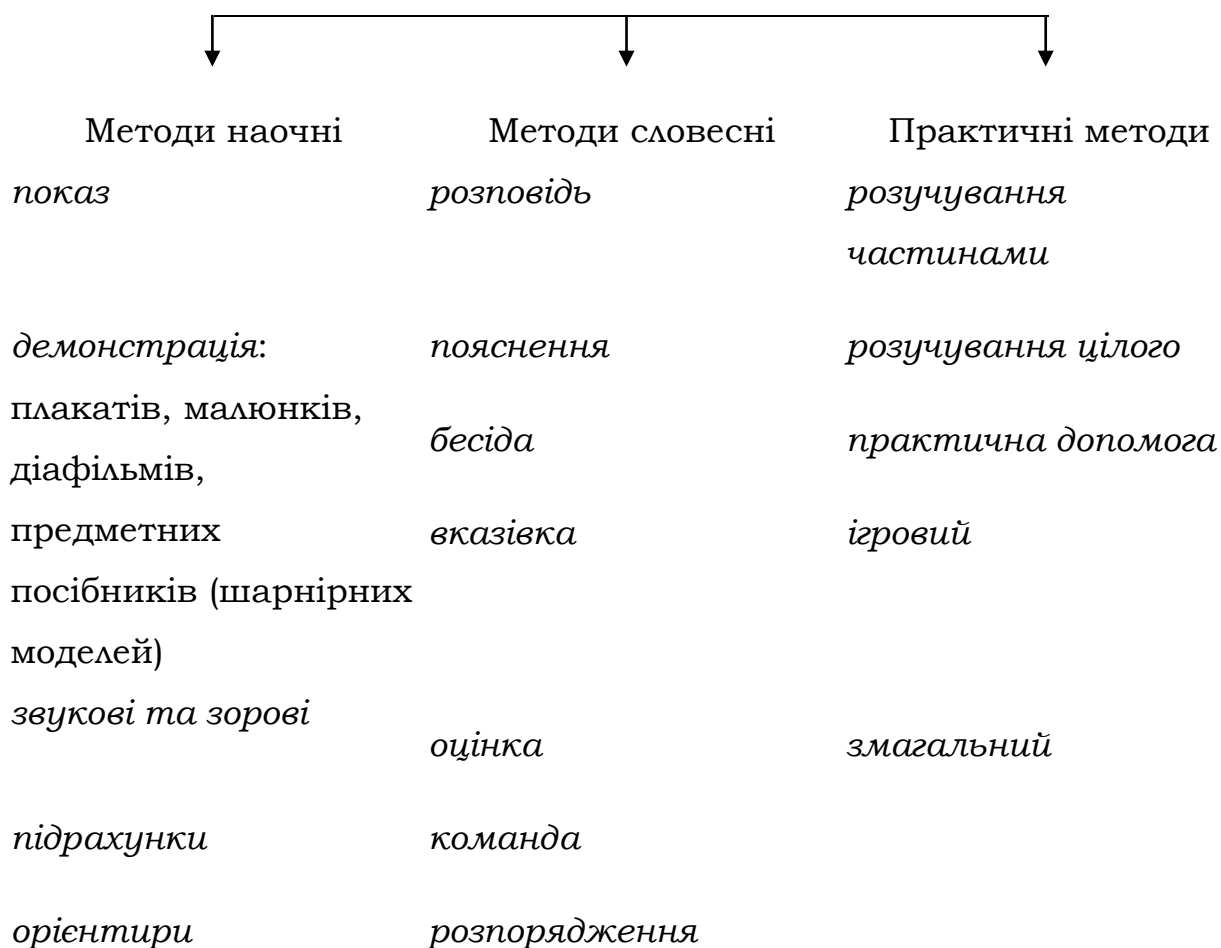 Методи наочні Методи словесні Практичні методи
показ розповідь розучування
частинами
демонстрація: пояснення розучування цілого
плакатів, малюнків,
бесіда практична допомога
діафільмів,
предметних вказівка ігровий
посібників (шарнірних
моделей)
звукові та зорові
оцінка змагальний
підрахунки команда
орієнтири розпорядження